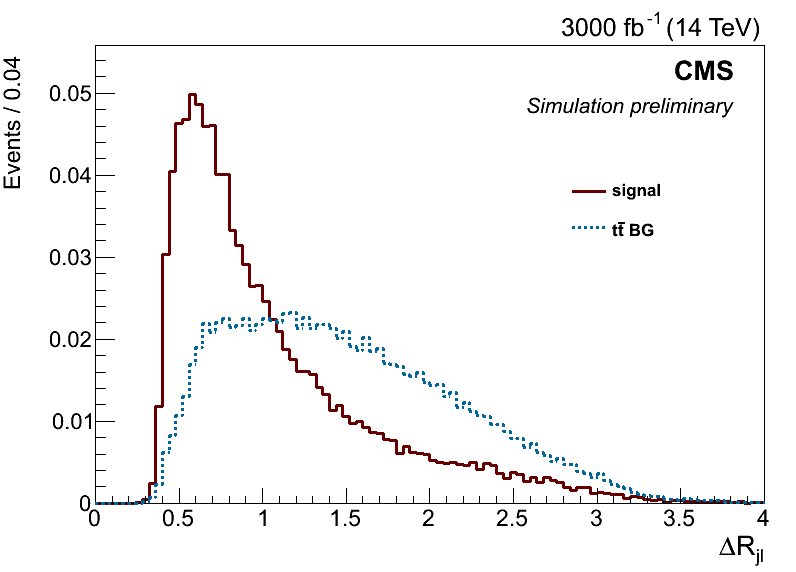 3000 fb⁻¹ (14 TeV)
Events / 0.04
CMS
Simulation preliminary
signal
tt̄ BG
0.05
0.04
0.03
0.02
0.01
0
0 0.5 1 1.5 2 2.5 3 3.5 4
ΔRjl